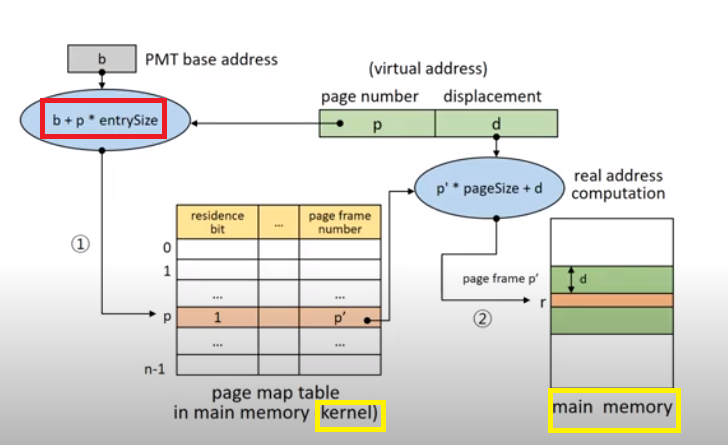 b
PMT base address
(virtual address)
page number
displacement
b + p * entrySize
p
d
p' * pageSize + d
real address
computation
residence
bit
...
page frame
number
①
0
1
...
...
p
1
p'
...
...
n-1
page frame p'
d
r
②
page map table
in main memory kernel)
main memory